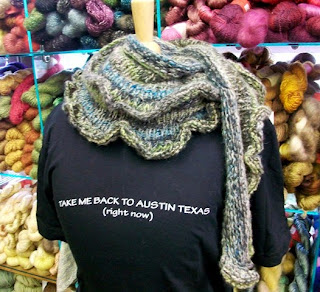 TAKE ME BACK TO AUSTIN TEXAS
(right now)